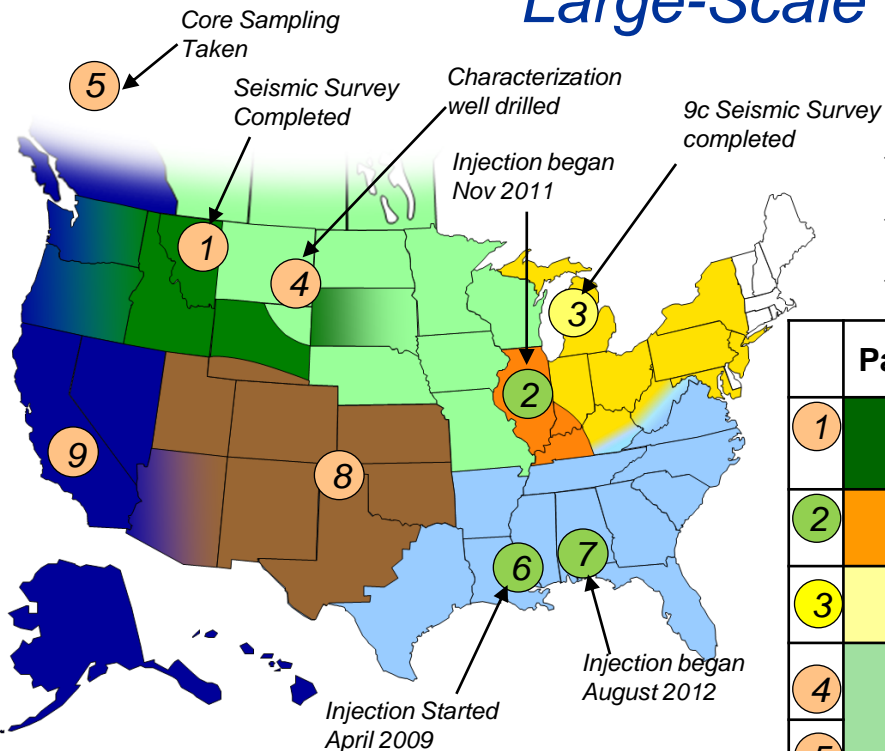 Large-Scale
Core Sampling
Taken
5
Seismic Survey
Completed
Characterization
well drilled
9c Seismic Survey
completed
Injection began
Nov 2011
1
4
3
2
9
8
6
7
Injection Started
April 2009
Injection began
August 2012
Pa
1
2
3
4
5